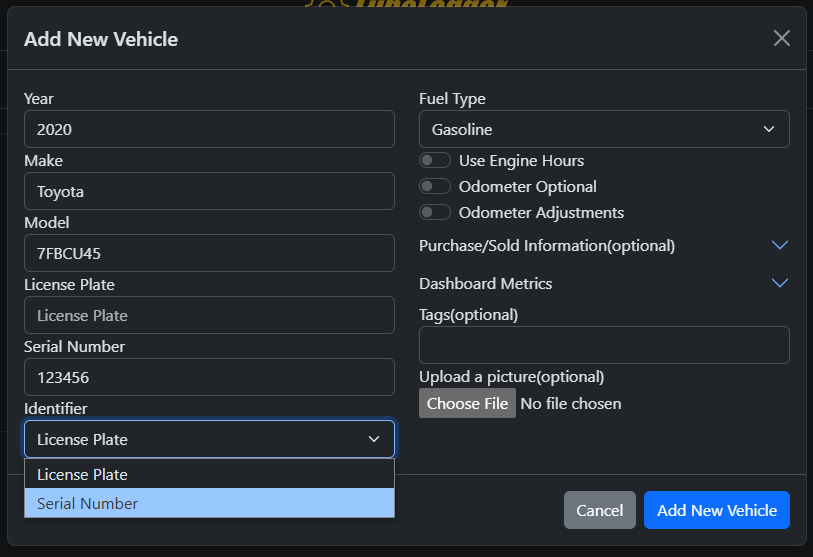 Add New Vehicle
Year
2020
Make
Toyota
Model
7FBCU45
License Plate
License Plate
Serial Number
123456
Identifier
License Plate
License Plate
Serial Number
Fuel Type
Gasoline
Use Engine Hours
Odometer Optional
Odometer Adjustments
Purchase/Sold Information(optional)
Dashboard Metrics
Tags(optional)
Upload a picture(optional)
Choose File No file chosen
Cancel
Add New Vehicle